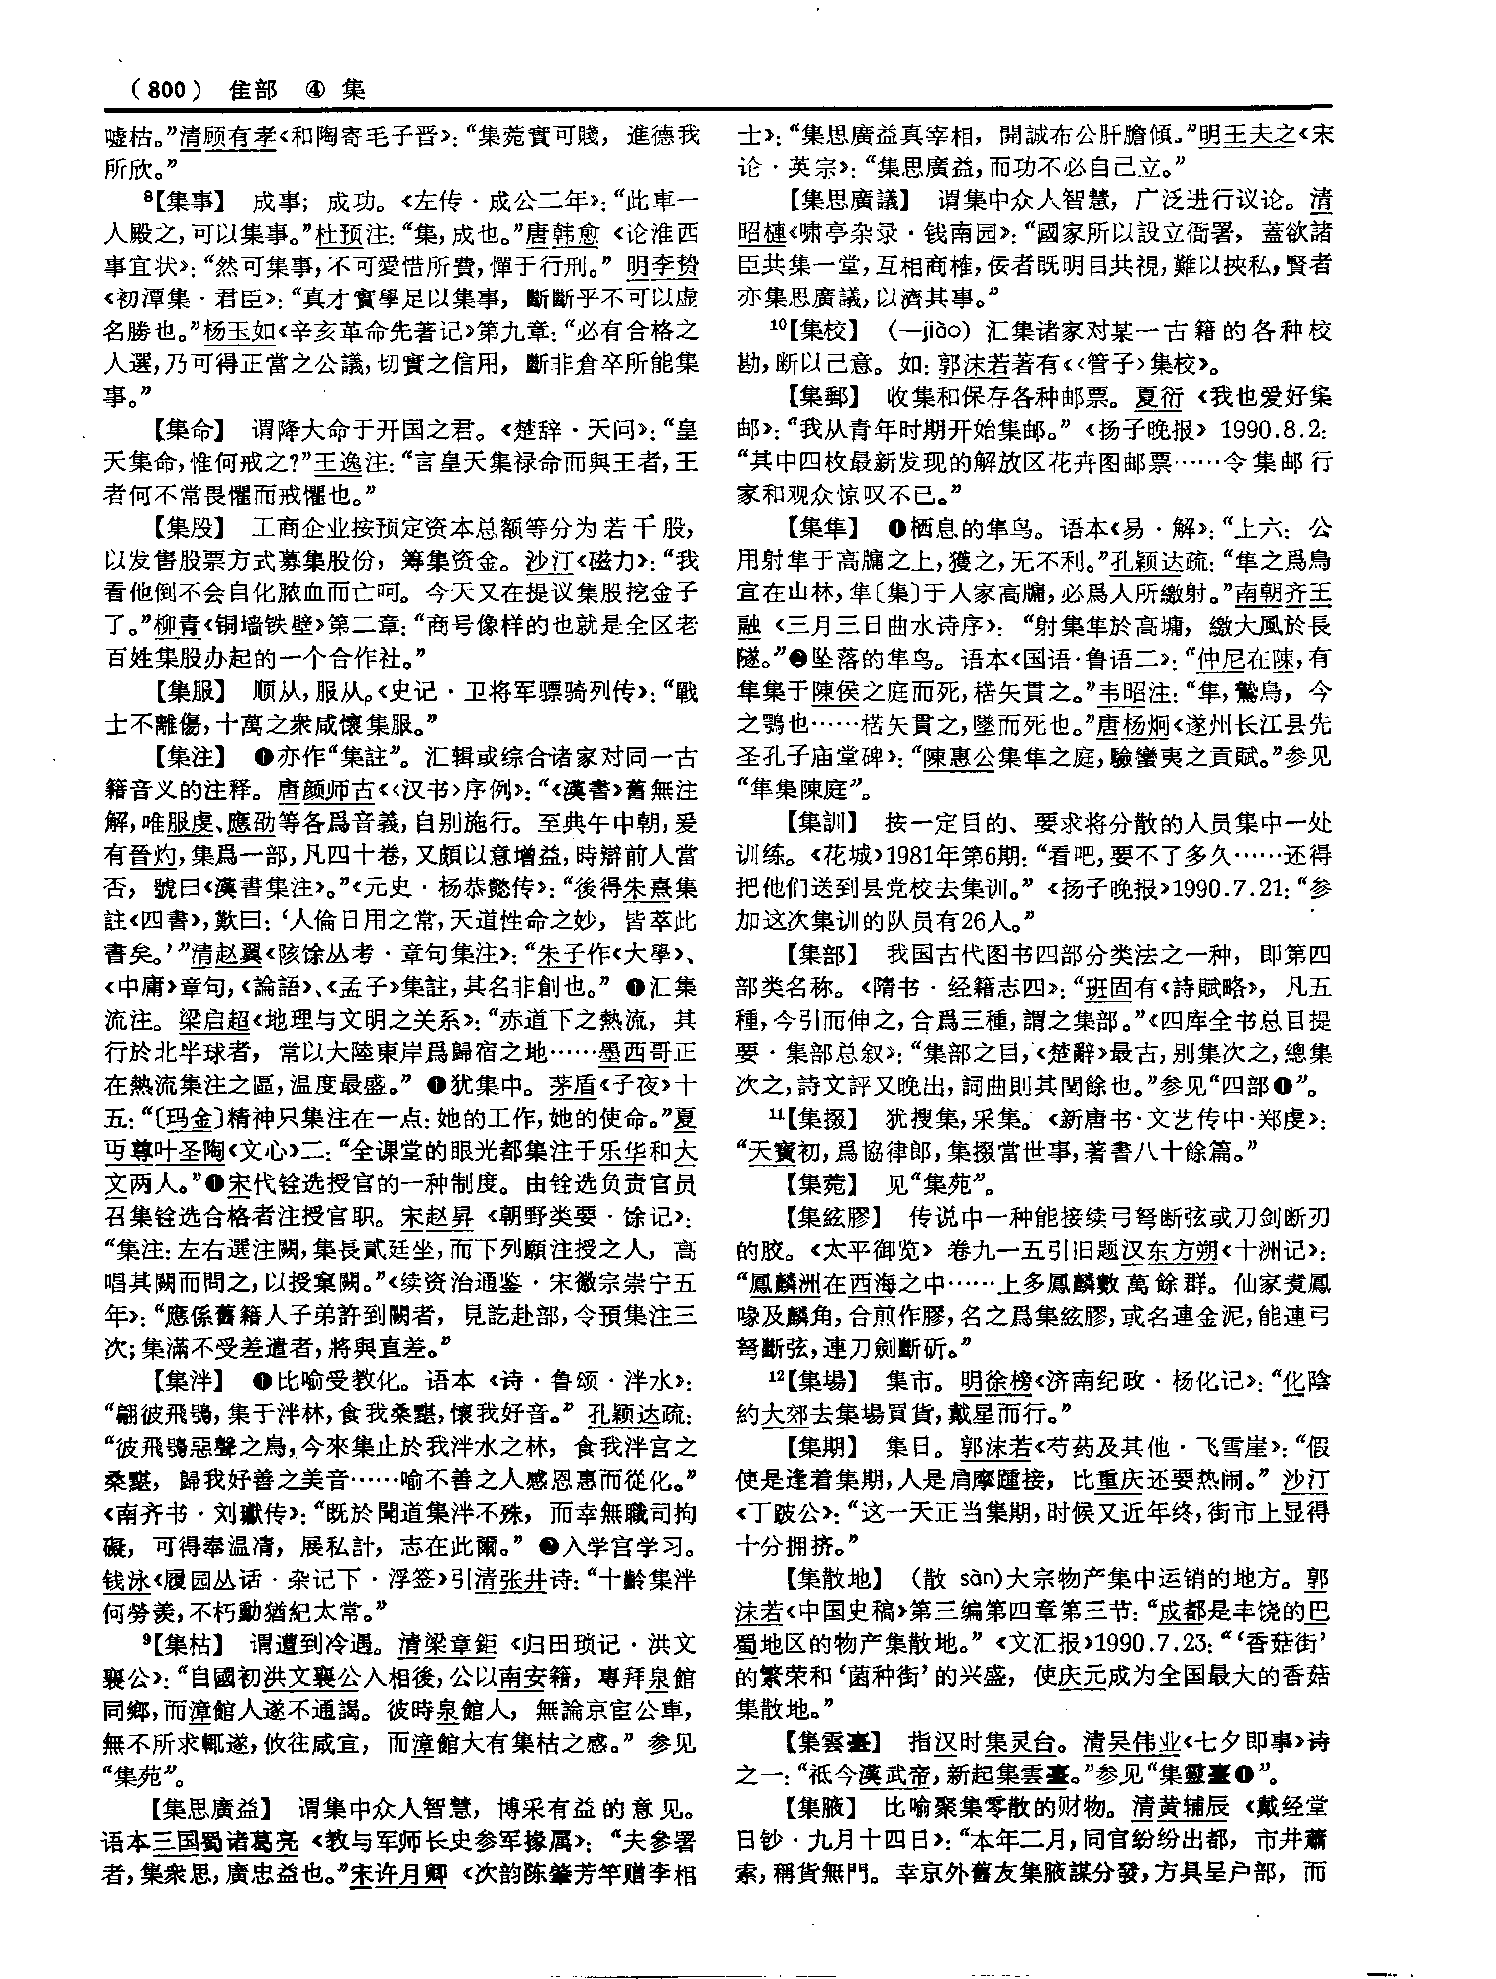 （800） 隹部 ④ 集
嘘枯。”清顾有孝《和陶寄毛子晋》：“集菀實可賤，進德我
所欣。”
⁸【集事】 成事；成功。《左传·成公二年》：“此車一
人殿之，可以集事。”杜预注：“集，成也。”唐韩愈《论淮西
事宜状》：“然可集事，不可愛惜所費，憚于行刑。”明李贽
《初潭集·君臣》：“真才實學足以集事，斷斷乎不可以虚
名勝也。”杨玉如《辛亥革命先著记》第九章：“必有合格之
人選，乃可得正當之公議，切實之信用，斷非倉卒所能集
事。”
【集命】 谓降大命于开国之君。《楚辞·天问》：“皇
天集命，惟何戒之？”王逸注：“言皇天集禄命而與王者，王
者何不常畏懼而戒懼也。”
【集股】 工商企业按预定资本总额等分为若干股，
以发售股票方式募集股份，筹集资金。沙汀《磁力》：“我
看他倒不会自化脓血而亡呵。今天又在提议集股挖金子
了。”柳青《铜墙铁壁》第二章：“商号像样的也就是全区老
百姓集股办起的一个合作社。”
【集服】 顺从，服从。《史记·卫将军骠骑列传》：“戰
士不離傷，十萬之衆咸懷集服。”
【集注】 ❶亦作“集註”。汇辑或综合诸家对同一古
籍音义的注释。唐颜师古《〈汉书〉序例》：“《漢書》舊無注
解，唯服虔、應劭等各爲音義，自别施行。至典午中朝，爰
有晉灼，集爲一部，凡四十卷，又頗以意增益，時辯前人當
否，號曰《漢書集注》。”《元史·杨恭懿传》：“後得朱熹集
註《四書》，歎曰：‘人倫日用之常，天道性命之妙，皆萃此
書矣。’”清赵翼《陔馀丛考·章句集注》：“朱子作《大學》、
《中庸》章句，《論語》、《孟子》集註，其名非創也。” ❶汇集
流注。梁启超《地理与文明之关系》：“赤道下之熱流，其
行於北半球者，常以大陸東岸爲歸宿之地……墨西哥正
在熱流集注之區，温度最盛。” ❶犹集中。茅盾《子夜》十
五：“〔玛金〕精神只集注在一点：她的工作，她的使命。”夏
丏尊叶圣陶《文心》二：“全课堂的眼光都集注于乐华和大
文两人。”❶宋代铨选授官的一种制度。由铨选负责官员
召集铨选合格者注授官职。宋赵昇《朝野类要·馀记》：
“集注：左右選注闕，集長貳廷坐，而下列願注授之人，高
唱其闕而問之，以授窠闕。”《续资治通鉴·宋徽宗崇宁五
年》：“應係舊籍人子弟許到闕者，見訖赴部，令預集注三
次；集滿不受差遣者，將與直差。”
【集泮】 ❶比喻受教化。语本《诗·鲁颂·泮水》：
“翩彼飛鴞，集于泮林，食我桑黮，懷我好音。”孔颖达疏：
“彼飛鴞惡聲之鳥，今來集止於我泮水之林，食我泮宫之
桑黮，歸我好善之美音……喻不善之人感恩惠而從化。”
《南齐书·刘瓛传》：“既於聞道集泮不殊，而幸無職司拘
礙，可得奉温凊，展私計，志在此爾。” ❷入学宫学习。
钱泳《履园丛话·杂记下·浮签》引清张井诗：“十齡集泮
何勞羨，不朽勳猶紀太常。”
⁹【集枯】 谓遭到冷遇。清梁章鉅《归田琐记·洪文
襄公》：“自國初洪文襄公入相後，公以南安籍，專拜泉館
同鄉，而漳館人遂不通謁。彼時泉館人，無論京宦公車，
無不所求輒遂，攸往咸宜，而漳館大有集枯之感。”参见
“集苑”。
【集思廣益】 谓集中众人智慧，博采有益的意见。
语本三国蜀诸葛亮《教与军师长史参军掾属》：“夫參署
者，集衆思，廣忠益也。”宋许月卿《次韵陈肇芳竿赠李相
士》：“集思廣益真宰相，開誠布公肝膽傾。”明王夫之《宋
论·英宗》：“集思廣益，而功不必自己立。”
【集思廣議】 谓集中众人智慧，广泛进行议论。清
昭梿《啸亭杂录·钱南园》：“國家所以設立衙署，蓋欲諸
臣共集一堂，互相商榷，佞者既明目共視，難以挾私，賢者
亦集思廣議，以濟其事。”
¹⁰【集校】 （—jiào）汇集诸家对某一古籍的各种校
勘，断以己意。如：郭沫若著有《〈管子〉集校》。
【集郵】 收集和保存各种邮票。夏衍《我也爱好集
邮》：“我从青年时期开始集邮。”《扬子晚报》1990.8.2：
“其中四枚最新发现的解放区花卉图邮票……令集邮行
家和观众惊叹不已。”
【集隼】 ❶栖息的隼鸟。语本《易·解》：“上六：公
用射隼于高牖之上，獲之，无不利。”孔颖达疏：“隼之爲鳥
宜在山林，隼〔集〕于人家高牖，必爲人所繳射。”南朝齐王
融《三月三日曲水诗序》：“射集隼於高墉，繳大風於長
隧。”❷坠落的隼鸟。语本《国语·鲁语二》：“仲尼在陳，有
隼集于陳侯之庭而死，楛矢貫之。”韦昭注：“隼，鷙鳥，今
之鶚也……楛矢貫之，墜而死也。”唐杨炯《遂州长江县先
圣孔子庙堂碑》：“陳惠公集隼之庭，驗蠻夷之貢賦。”参见
“隼集陳庭”。
【集訓】 按一定目的、要求将分散的人员集中一处
训练。《花城》1981年第6期：“看吧，要不了多久……还得
把他们送到县党校去集训。”《扬子晚报》1990.7.21：“参
加这次集训的队员有26人。”
【集部】 我国古代图书四部分类法之一种，即第四
部类名称。《隋书·经籍志四》：“班固有《詩賦略》，凡五
種，今引而伸之，合爲三種，謂之集部。”《四库全书总目提
要·集部总叙》：“集部之目，《楚辭》最古，别集次之，總集
次之，詩文評又晚出，詞曲則其閏餘也。”参见“四部❶”。
¹¹【集掇】 犹搜集，采集。《新唐书·文艺传中·郑虔》：
“天寶初，爲協律郎，集掇當世事，著書八十餘篇。”
【集菀】 见“集苑”。
【集絃膠】 传说中一种能接续弓弩断弦或刀剑断刃
的胶。《太平御览》卷九一五引旧题汉东方朔《十洲记》：
“鳳麟洲在西海之中……上多鳳麟數萬餘群。仙家煑鳳
喙及麟角，合煎作膠，名之爲集絃膠，或名連金泥，能連弓
弩斷弦，連刀劍斷斫。”
¹²【集場】 集市。明徐榜《济南纪政·杨化记》：“化陰
約大郊去集場買貨，戴星而行。”
【集期】 集日。郭沫若《芍药及其他·飞雪崖》：“假
使是逢着集期，人是肩摩踵接，比重庆还要热闹。”沙汀
《丁跛公》：“这一天正当集期，时候又近年终，街市上显得
十分拥挤。”
【集散地】 （散 sàn）大宗物产集中运销的地方。郭
沫若《中国史稿》第三编第四章第三节：“成都是丰饶的巴
蜀地区的物产集散地。”《文汇报》1990.7.23：“‘香菇街’
的繁荣和‘菌种街’的兴盛，使庆元成为全国最大的香菇
集散地。”
【集雲臺】 指汉时集灵台。清吴伟业《七夕即事》诗
之一：“祗今漢武帝，新起集雲臺。”参见“集靈臺❶”。
【集腋】 比喻聚集零散的财物。清黄辅辰《戴经堂
日钞·九月十四日》：“本年二月，同官纷纷出都，市井蕭
索，稱貸無門。幸京外舊友集腋謀分發，方具呈户部，而